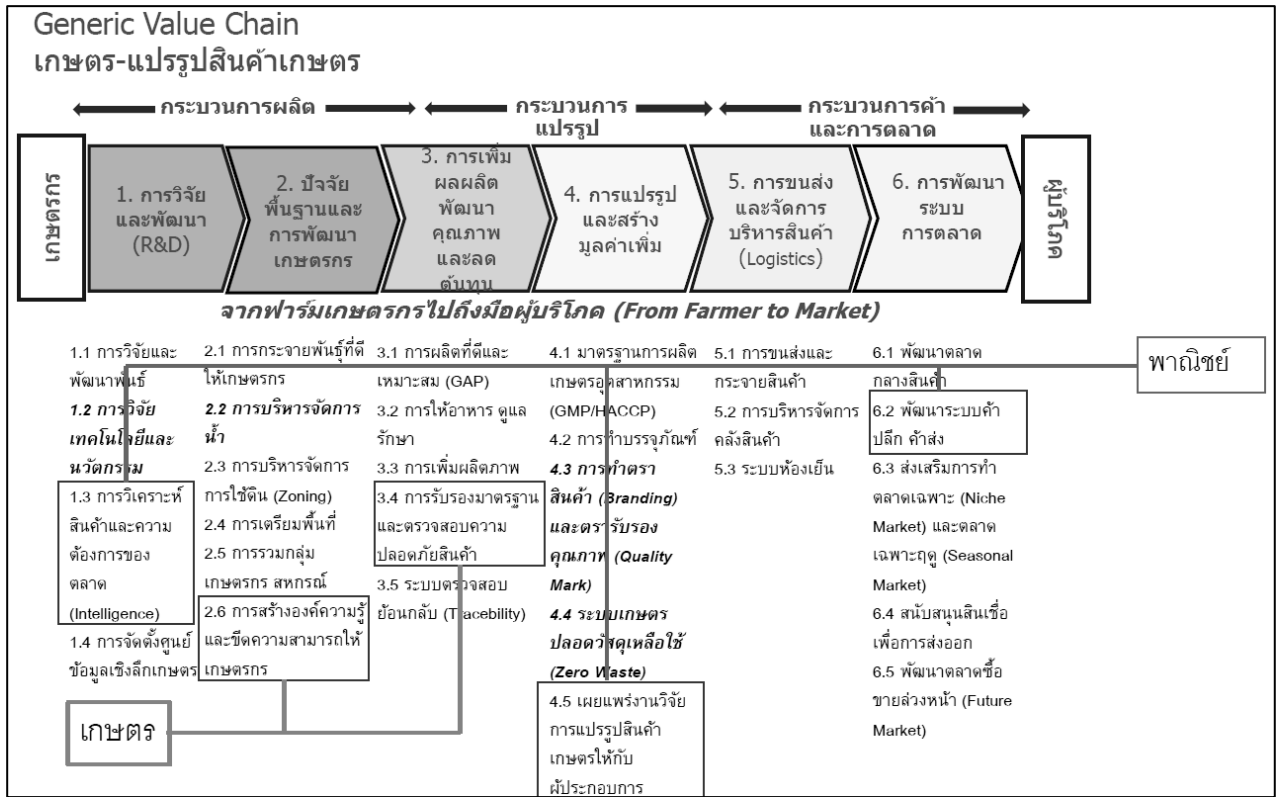 Generic Value Chain
เกษตร-แปรรูปสินค้าเกษตร
กระบวนการผลิต
กระบวนการ
แปรรูป
กระบวนการค้า
และการตลาด
เกษตรกร
1. การวิจัย
และพัฒนา
(R&D)
2. ปัจจัย
พื้นฐานและ
การพัฒนา
เกษตรกร
3. การเพิ่ม
ผลผลิต
พัฒนา
คุณภาพ
และลด
ต้นทุน
4. การแปรรูป
และสร้าง
มูลค่าเพิ่ม
5. การขนส่ง
และจัดการ
บริหารสินค้า
(Logistics)
6. การพัฒนา
ระบบ
การตลาด
ผู้บริโภค
จากฟาร์มเกษตรกรไปถึงมือผู้บริโภค (From Farmer to Market)
1.1 การวิจัยและ
พัฒนาพันธุ์
1.2 การวิจัย
เทคโนโลยีและ
นวัตกรรม
1.3 การวิเคราะห์
สินค้าและความ
ต้องการของ
ตลาด
(Intelligence)
1.4 การจัดตั้งศูนย์
ข้อมูลเชิงลึกเกษตร
2.1 การกระจายพันธุ์ที่ดี
ให้เกษตรกร
2.2 การบริหารจัดการ
น้ำ
2.3 การบริหารจัดการ
การใช้ดิน (Zoning)
2.4 การเตรียมพื้นที่
2.5 การรวมกลุ่ม
เกษตรกร สหกรณ์
2.6 การสร้างองค์ความรู้
และขีดความสามารถให้
เกษตรกร
3.1 การผลิตที่ดีและ
เหมาะสม (GAP)
3.2 การให้อาหาร ดูแล
รักษา
3.3 การเพิ่มผลิตภาพ
3.4 การรับรองมาตรฐาน
และตรวจสอบความ
ปลอดภัยสินค้า
3.5 ระบบตรวจสอบ
ย้อนกลับ (Tracebility)
4.1 มาตรฐานการผลิต
เกษตรอุตสาหกรรม
(GMP/HACCP)
4.2 การทำบรรจุภัณฑ์
4.3 การทำตรา
สินค้า (Branding)
และตรารับรอง
คุณภาพ (Quality
Mark)
4.4 ระบบเกษตร
ปลอดวัสดุเหลือใช้
(Zero Waste)
4.5 เผยแพร่งานวิจัย
การแปรรูปสินค้า
เกษตรให้กับ
ผู้ประกอบการ
5.1 การขนส่งและ
กระจายสินค้า
5.2 การบริหารจัดการ
คลังสินค้า
5.3 ระบบห้องเย็น
6.1 พัฒนาตลาด
กลางสินค้า
6.2 พัฒนาระบบค้า
ปลีก ค้าส่ง
6.3 ส่งเสริมการทำ
ตลาดเฉพาะ (Niche
Market) และตลาด
เฉพาะฤดู (Seasonal
Market)
6.4 สนับสนุนสินเชื่อ
เพื่อการส่งออก
6.5 พัฒนาตลาดซื้อ
ขายล่วงหน้า (Future
Market)
พาณิชย์
เกษตร